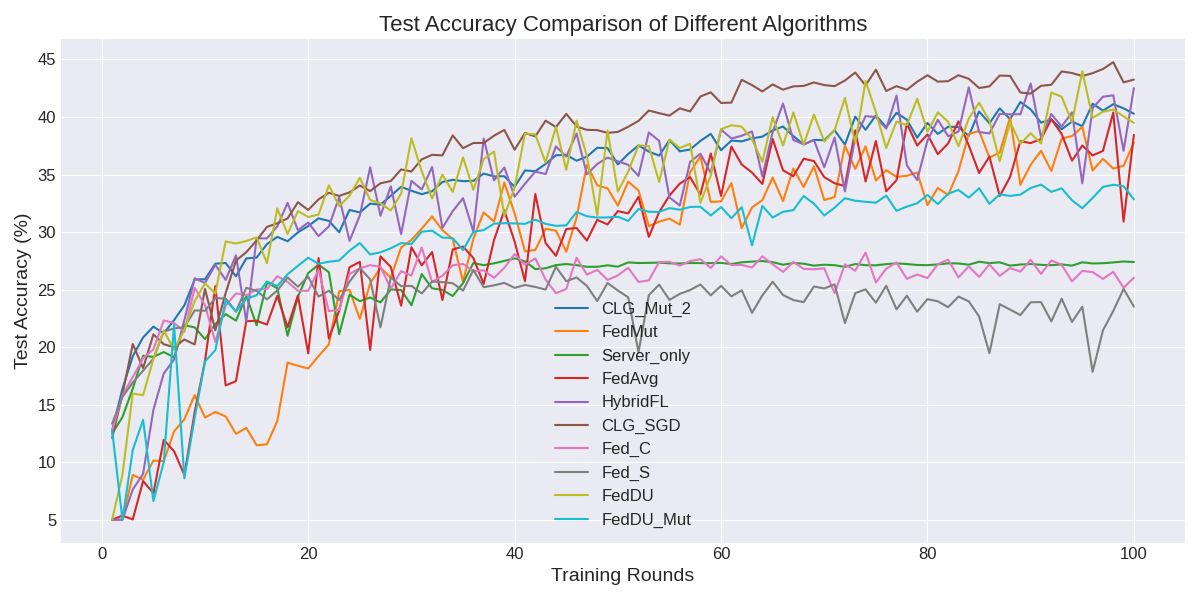 Test Accuracy Comparison of Different Algorithms
Test Accuracy (%)
45
40
35
30
25
20
15
10
5
0
20
40
60
80
100
Training Rounds
CLG_Mut_2
FedMut
Server_only
FedAvg
HybridFL
CLG_SGD
Fed_C
Fed_S
FedDU
FedDU_Mut